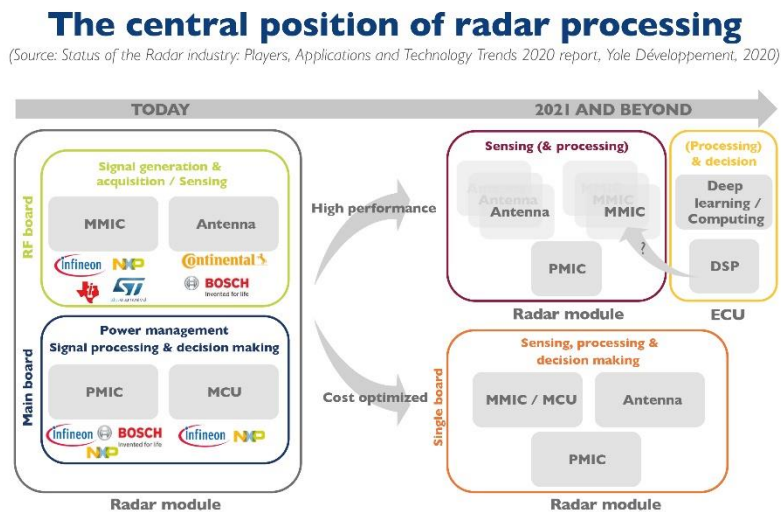 The central position of radar processing
(Source: Status of the Radar industry: Players, Applications and Technology Trends 2020 report, Yole Développement, 2020)
TODAY
2021 AND BEYOND
RF board
Signal generation &
acquisition / Sensing
MMIC
Antenna
infineon
NXP
Continental
ST
BOSCH
Invented for life
Main board
Power management
Signal processing & decision making
PMIC
MCU
infineon
BOSCH
Invented for life
NXP
infineon
NXP
Radar module
High performance
Cost optimized
Sensing (& processing)
Antenna
Antenna
MMIC
MMIC
PMIC
?
Radar module
(Processing)
& decision
Deep
learning /
Computing
DSP
ECU
Single board
Sensing, processing &
decision making
MMIC / MCU
Antenna
PMIC
Radar module